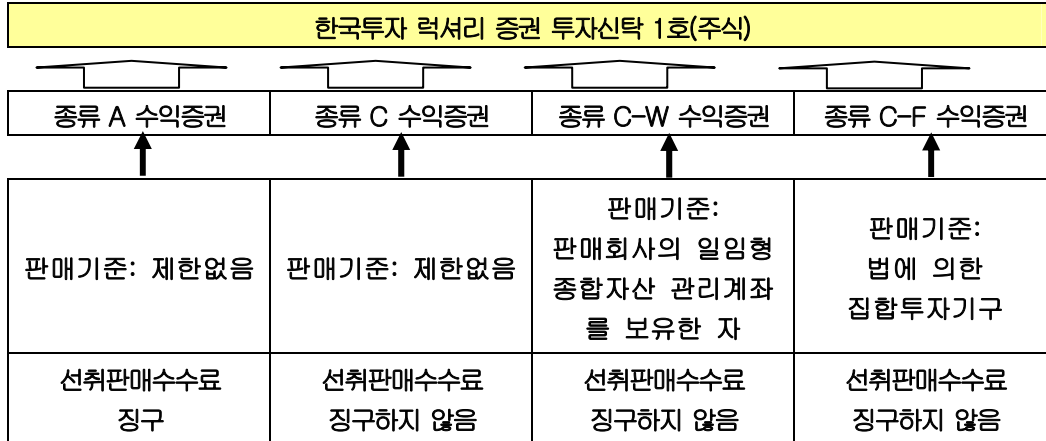 한국투자 럭셔리 증권 투자신탁 1호(주식)
종류 A 수익증권
종류 C 수익증권
종류 C-W 수익증권
종류 C-F 수익증권
판매기준: 제한없음
판매기준: 제한없음
판매기준:
판매회사의 일임형
종합자산 관리계좌
를 보유한 자
판매기준:
법에 의한
집합투자기구
선취판매수수료
징구
선취판매수수료
징구하지 않음
선취판매수수료
징구하지 않음
선취판매수수료
징구하지 않음